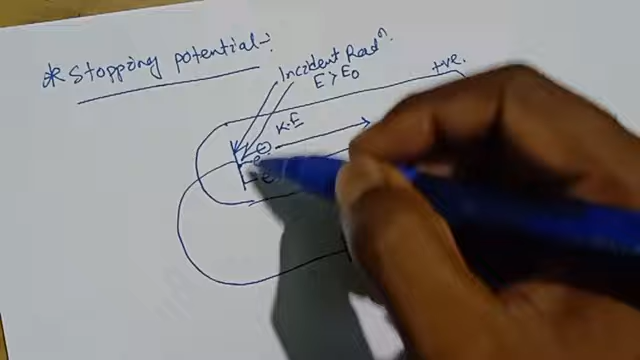 * Stopping potential :-
Incident Radⁿ.
E > E₀
+ve.
K.E
e